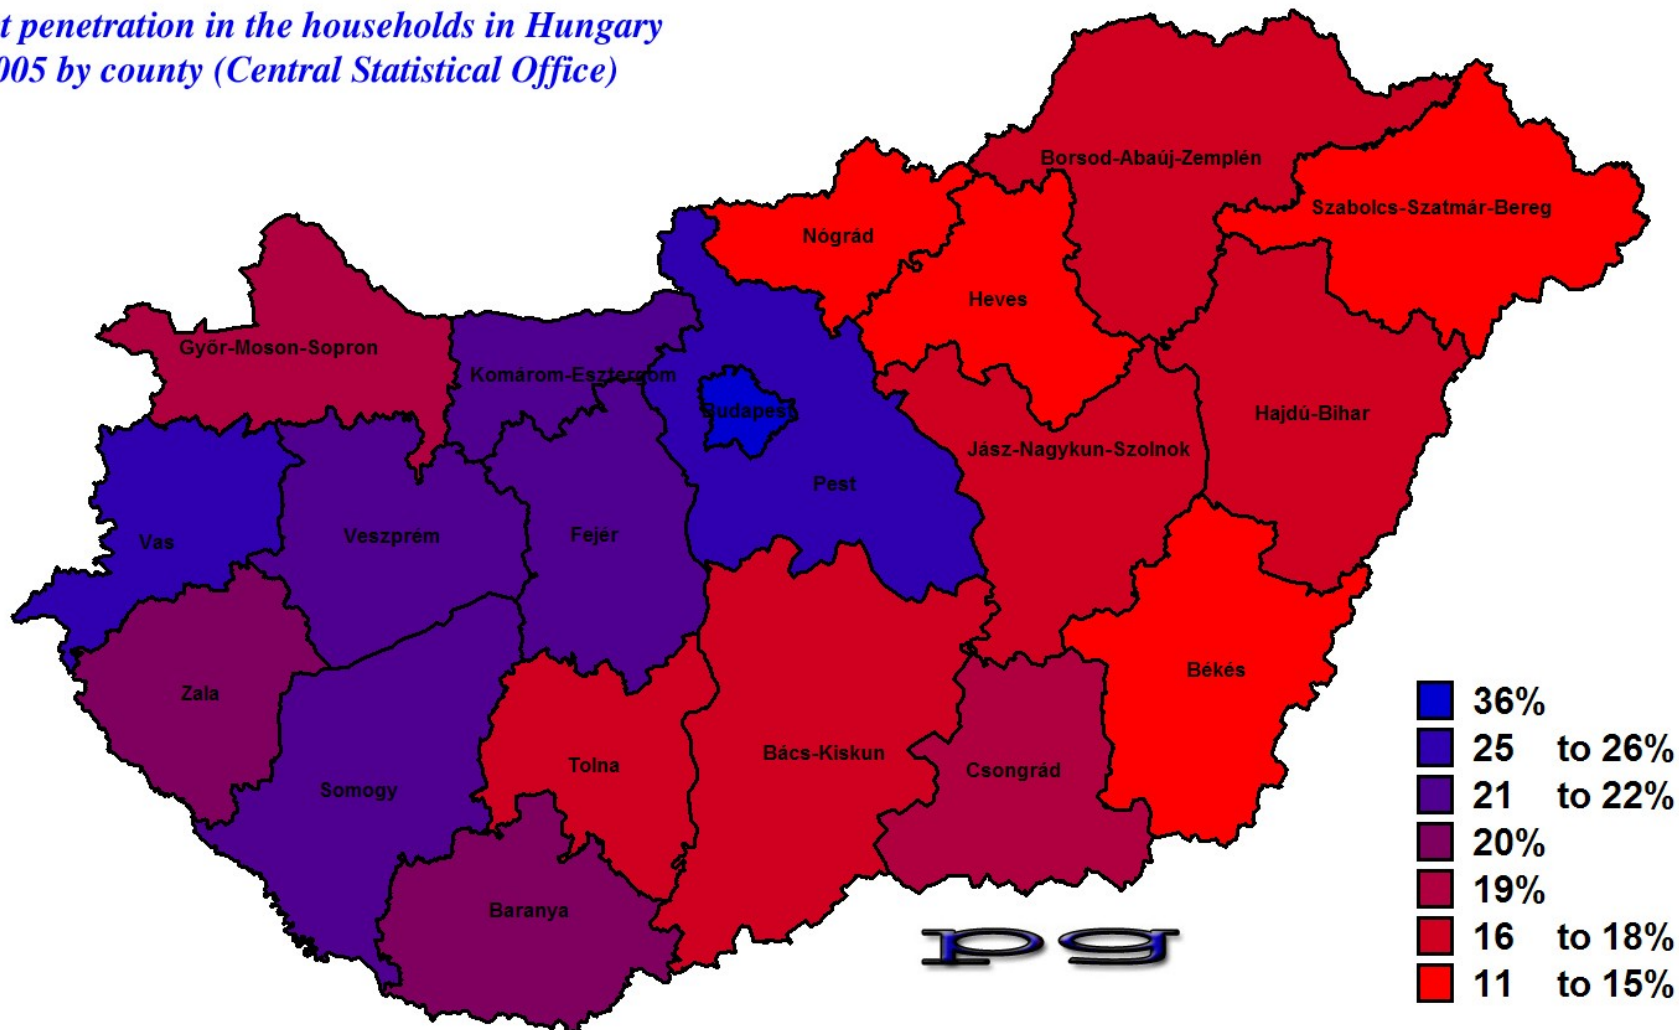 t penetration in the households in Hungary
005 by county (Central Statistical Office)
Borsod-Abaúj-Zemplén
Szabolcs-Szatmár-Bereg
Nógrád
Heves
Győr-Moson-Sopron
Komárom-Esztergom
Budapest
Hajdú-Bihar
Jász-Nagykun-Szolnok
Pest
Vas
Veszprém
Fejér
Békés
Zala
Bács-Kiskun
Tolna
Csongrád
Somogy
Baranya
36%
25 to 26%
21 to 22%
20%
19%
16 to 18%
11 to 15%
pg